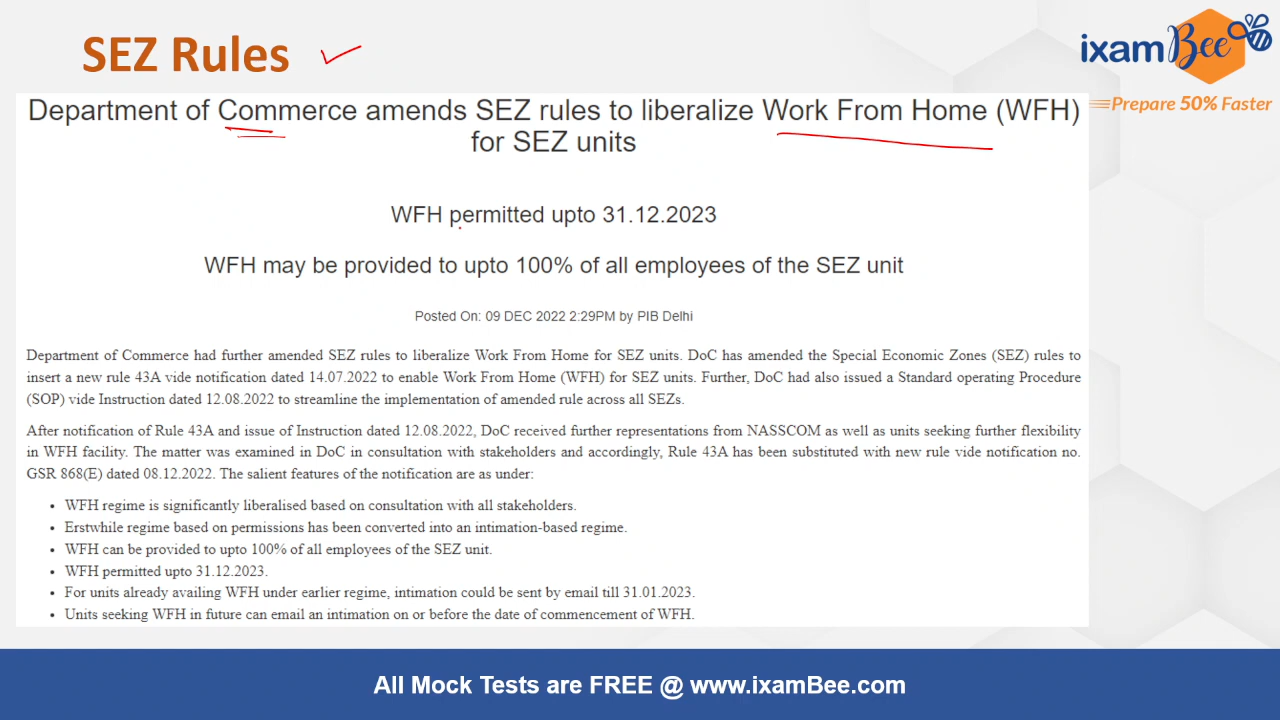 SEZ Rules
ixamBee
Prepare 50% Faster
Department of Commerce amends SEZ rules to liberalize Work From Home (WFH)
for SEZ units
WFH permitted upto 31.12.2023
WFH may be provided to upto 100% of all employees of the SEZ unit
Posted On: 09 DEC 2022 2:29PM by PIB Delhi
Department of Commerce had further amended SEZ rules to liberalize Work From Home for SEZ units. DoC has amended the Special Economic Zones (SEZ) rules to
insert a new rule 43A vide notification dated 14.07.2022 to enable Work From Home (WFH) for SEZ units. Further, DoC had also issued a Standard operating Procedure
(SOP) vide Instruction dated 12.08.2022 to streamline the implementation of amended rule across all SEZs.
After notification of Rule 43A and issue of Instruction dated 12.08.2022, DoC received further representations from NASSCOM as well as units seeking further flexibility
in WFH facility. The matter was examined in DoC in consultation with stakeholders and accordingly, Rule 43A has been substituted with new rule vide notification no.
GSR 868(E) dated 08.12.2022. The salient features of the notification are as under:
• WFH regime is significantly liberalised based on consultation with all stakeholders.
• Erstwhile regime based on permissions has been converted into an intimation-based regime.
• WFH can be provided to upto 100% of all employees of the SEZ unit.
• WFH permitted upto 31.12.2023.
• For units already availing WFH under earlier regime, intimation could be sent by email till 31.01.2023.
• Units seeking WFH in future can email an intimation on or before the date of commencement of WFH.
All Mock Tests are FREE @ www.ixamBee.com